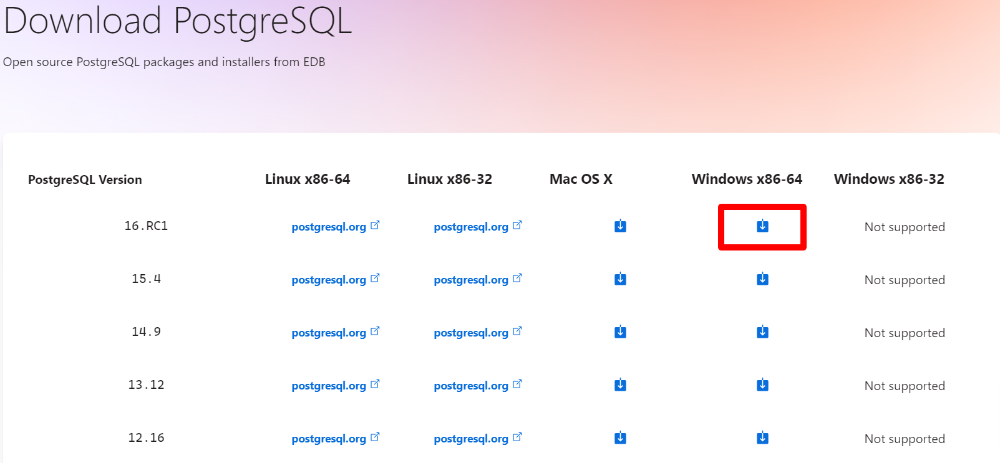 Download PostgreSQL
Open source PostgreSQL packages and installers from EDB
PostgreSQL Version Linux x86-64 Linux x86-32 Mac OS X Windows x86-64 Windows x86-32
16.RC1 postgresql.org postgresql.org Not supported
15.4 postgresql.org postgresql.org Not supported
14.9 postgresql.org postgresql.org Not supported
13.12 postgresql.org postgresql.org Not supported
12.16 postgresql.org postgresql.org Not supported